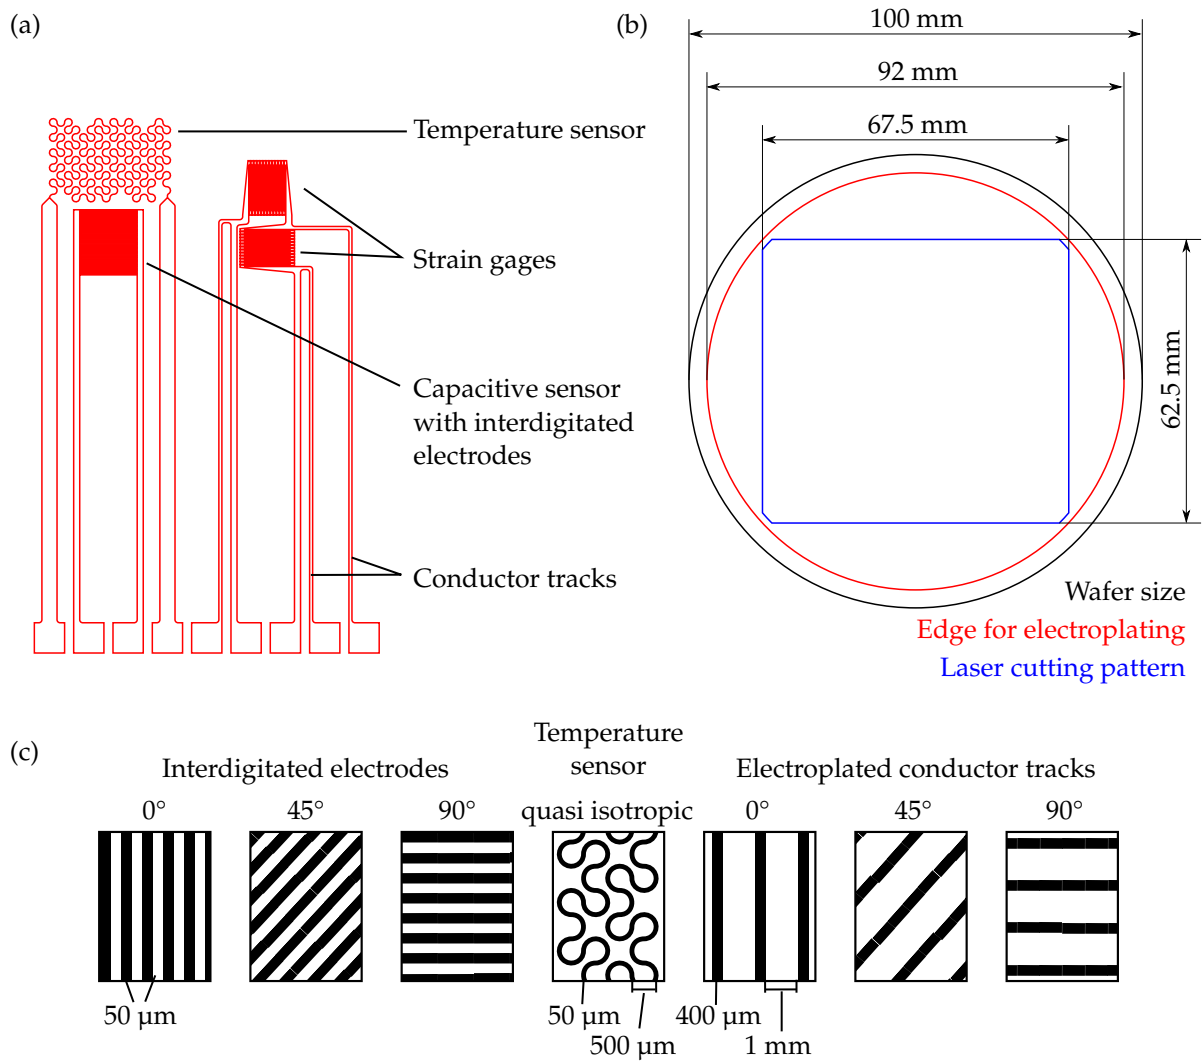 (a)
Temperature sensor
Strain gages
Capacitive sensor
with interdigitated
electrodes
Conductor tracks
(b)
100 mm
92 mm
67.5 mm
62.5 mm
Wafer size
Edge for electroplating
Laser cutting pattern
(c)
Interdigitated electrodes
0°
45°
90°
50 µm
Temperature
sensor
quasi isotropic
50 µm
500 µm
Electroplated conductor tracks
0°
45°
90°
400 µm
1 mm